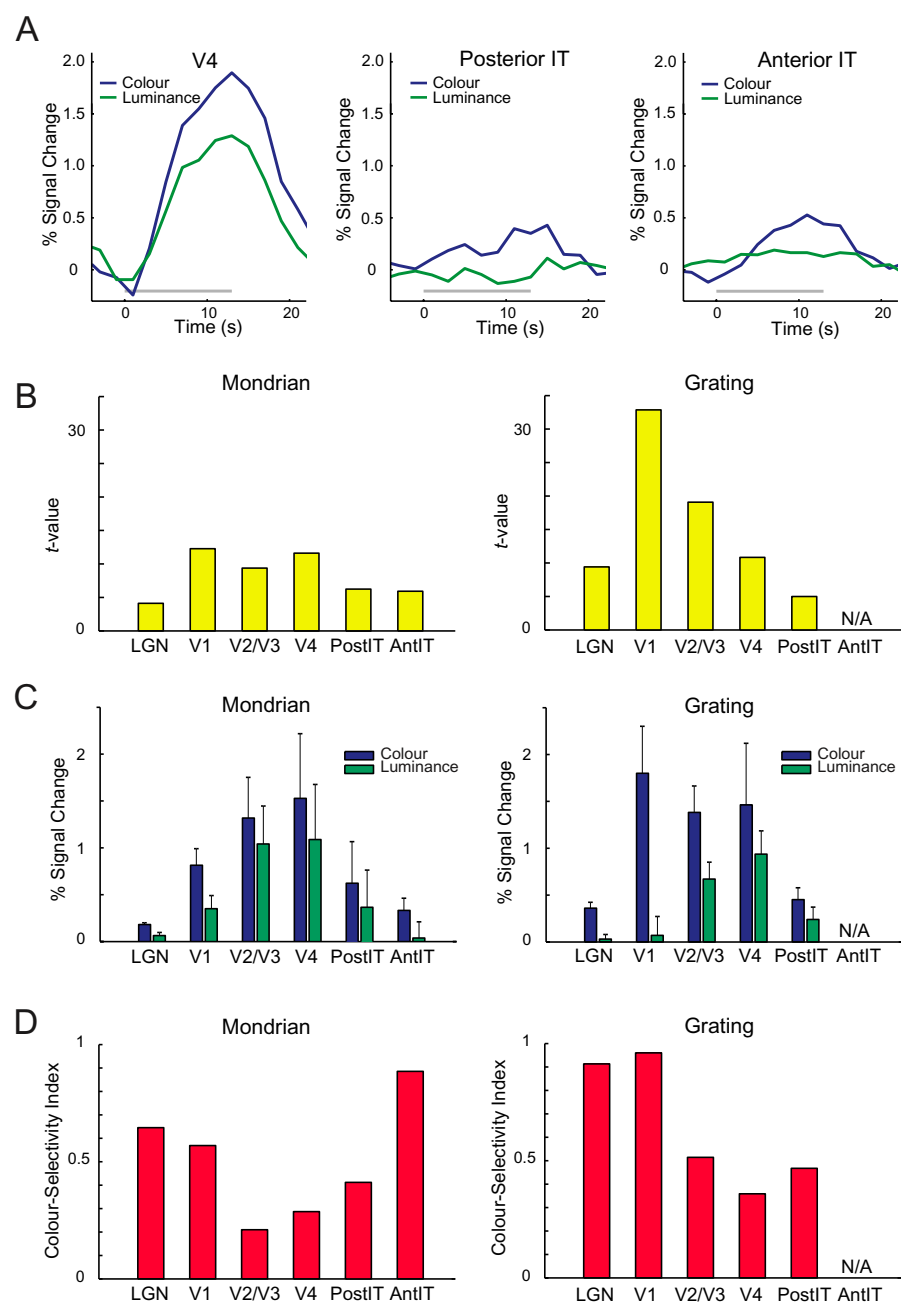 A
V4
Posterior IT
Anterior IT
2.0
1.5
1.0
0.5
0
% Signal Change
Colour
Luminance
0 10 20
Time (s)
2.0
1.5
1.0
0.5
0
% Signal Change
Colour
Luminance
0 10 20
Time (s)
2.0
1.5
1.0
0.5
0
% Signal Change
Colour
Luminance
0 10 20
Time (s)
B
Mondrian
30
0
t-value
LGN V1 V2/V3 V4 PostIT AntIT
Grating
30
0
t-value
N/A
LGN V1 V2/V3 V4 PostIT AntIT
C
Mondrian
2
1
0
% Signal Change
Colour
Luminance
LGN V1 V2/V3 V4 PostIT AntIT
Grating
2
1
0
% Signal Change
Colour
Luminance
N/A
LGN V1 V2/V3 V4 PostIT AntIT
D
Mondrian
1
0.5
0
Colour-Selectivity Index
LGN V1 V2/V3 V4 PostIT AntIT
Grating
1
0.5
0
Colour-Selectivity Index
N/A
LGN V1 V2/V3 V4 PostIT AntIT